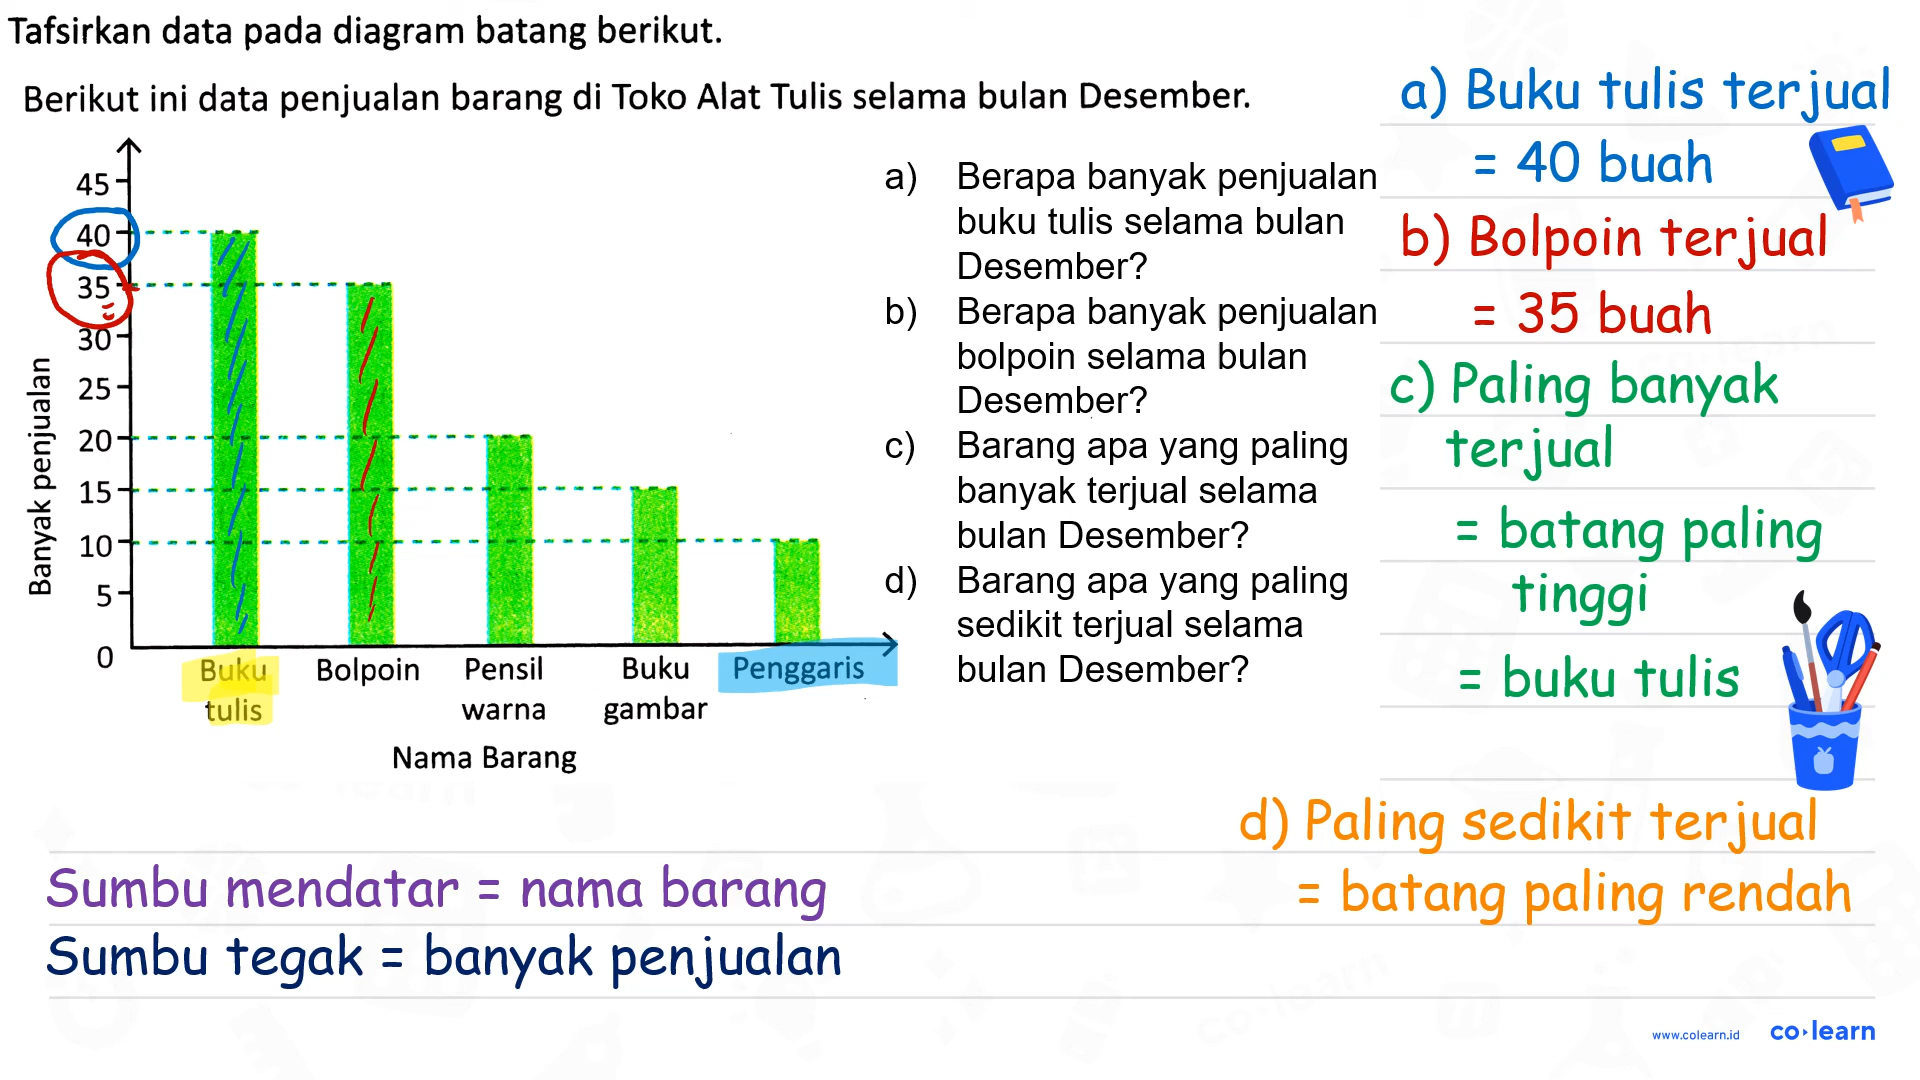 Tafsirkan data pada diagram batang berikut.
Berikut ini data penjualan barang di Toko Alat Tulis selama bulan Desember.
Banyak penjualan
45
40
35
30
25
20
15
10
5
0
Buku tulis
Bolpoin
Pensil warna
Buku gambar
Penggaris
Nama Barang
a) Berapa banyak penjualan
buku tulis selama bulan
Desember?
b) Berapa banyak penjualan
bolpoin selama bulan
Desember?
c) Barang apa yang paling
banyak terjual selama
bulan Desember?
d) Barang apa yang paling
sedikit terjual selama
bulan Desember?
a) Buku tulis terjual
= 40 buah
b) Bolpoin terjual
= 35 buah
c) Paling banyak
terjual
= batang paling
tinggi
= buku tulis
d) Paling sedikit terjual
= batang paling rendah
Sumbu mendatar = nama barang
Sumbu tegak = banyak penjualan
www.colearn.id
co learn